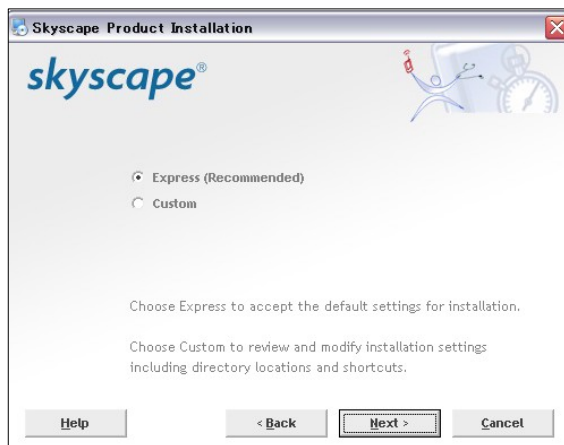 Skyscape Product Installation
skyscape®
Express (Recommended)
Custom
Choose Express to accept the default settings for installation.
Choose Custom to review and modify installation settings
including directory locations and shortcuts.
Help
< Back
Next >
Cancel